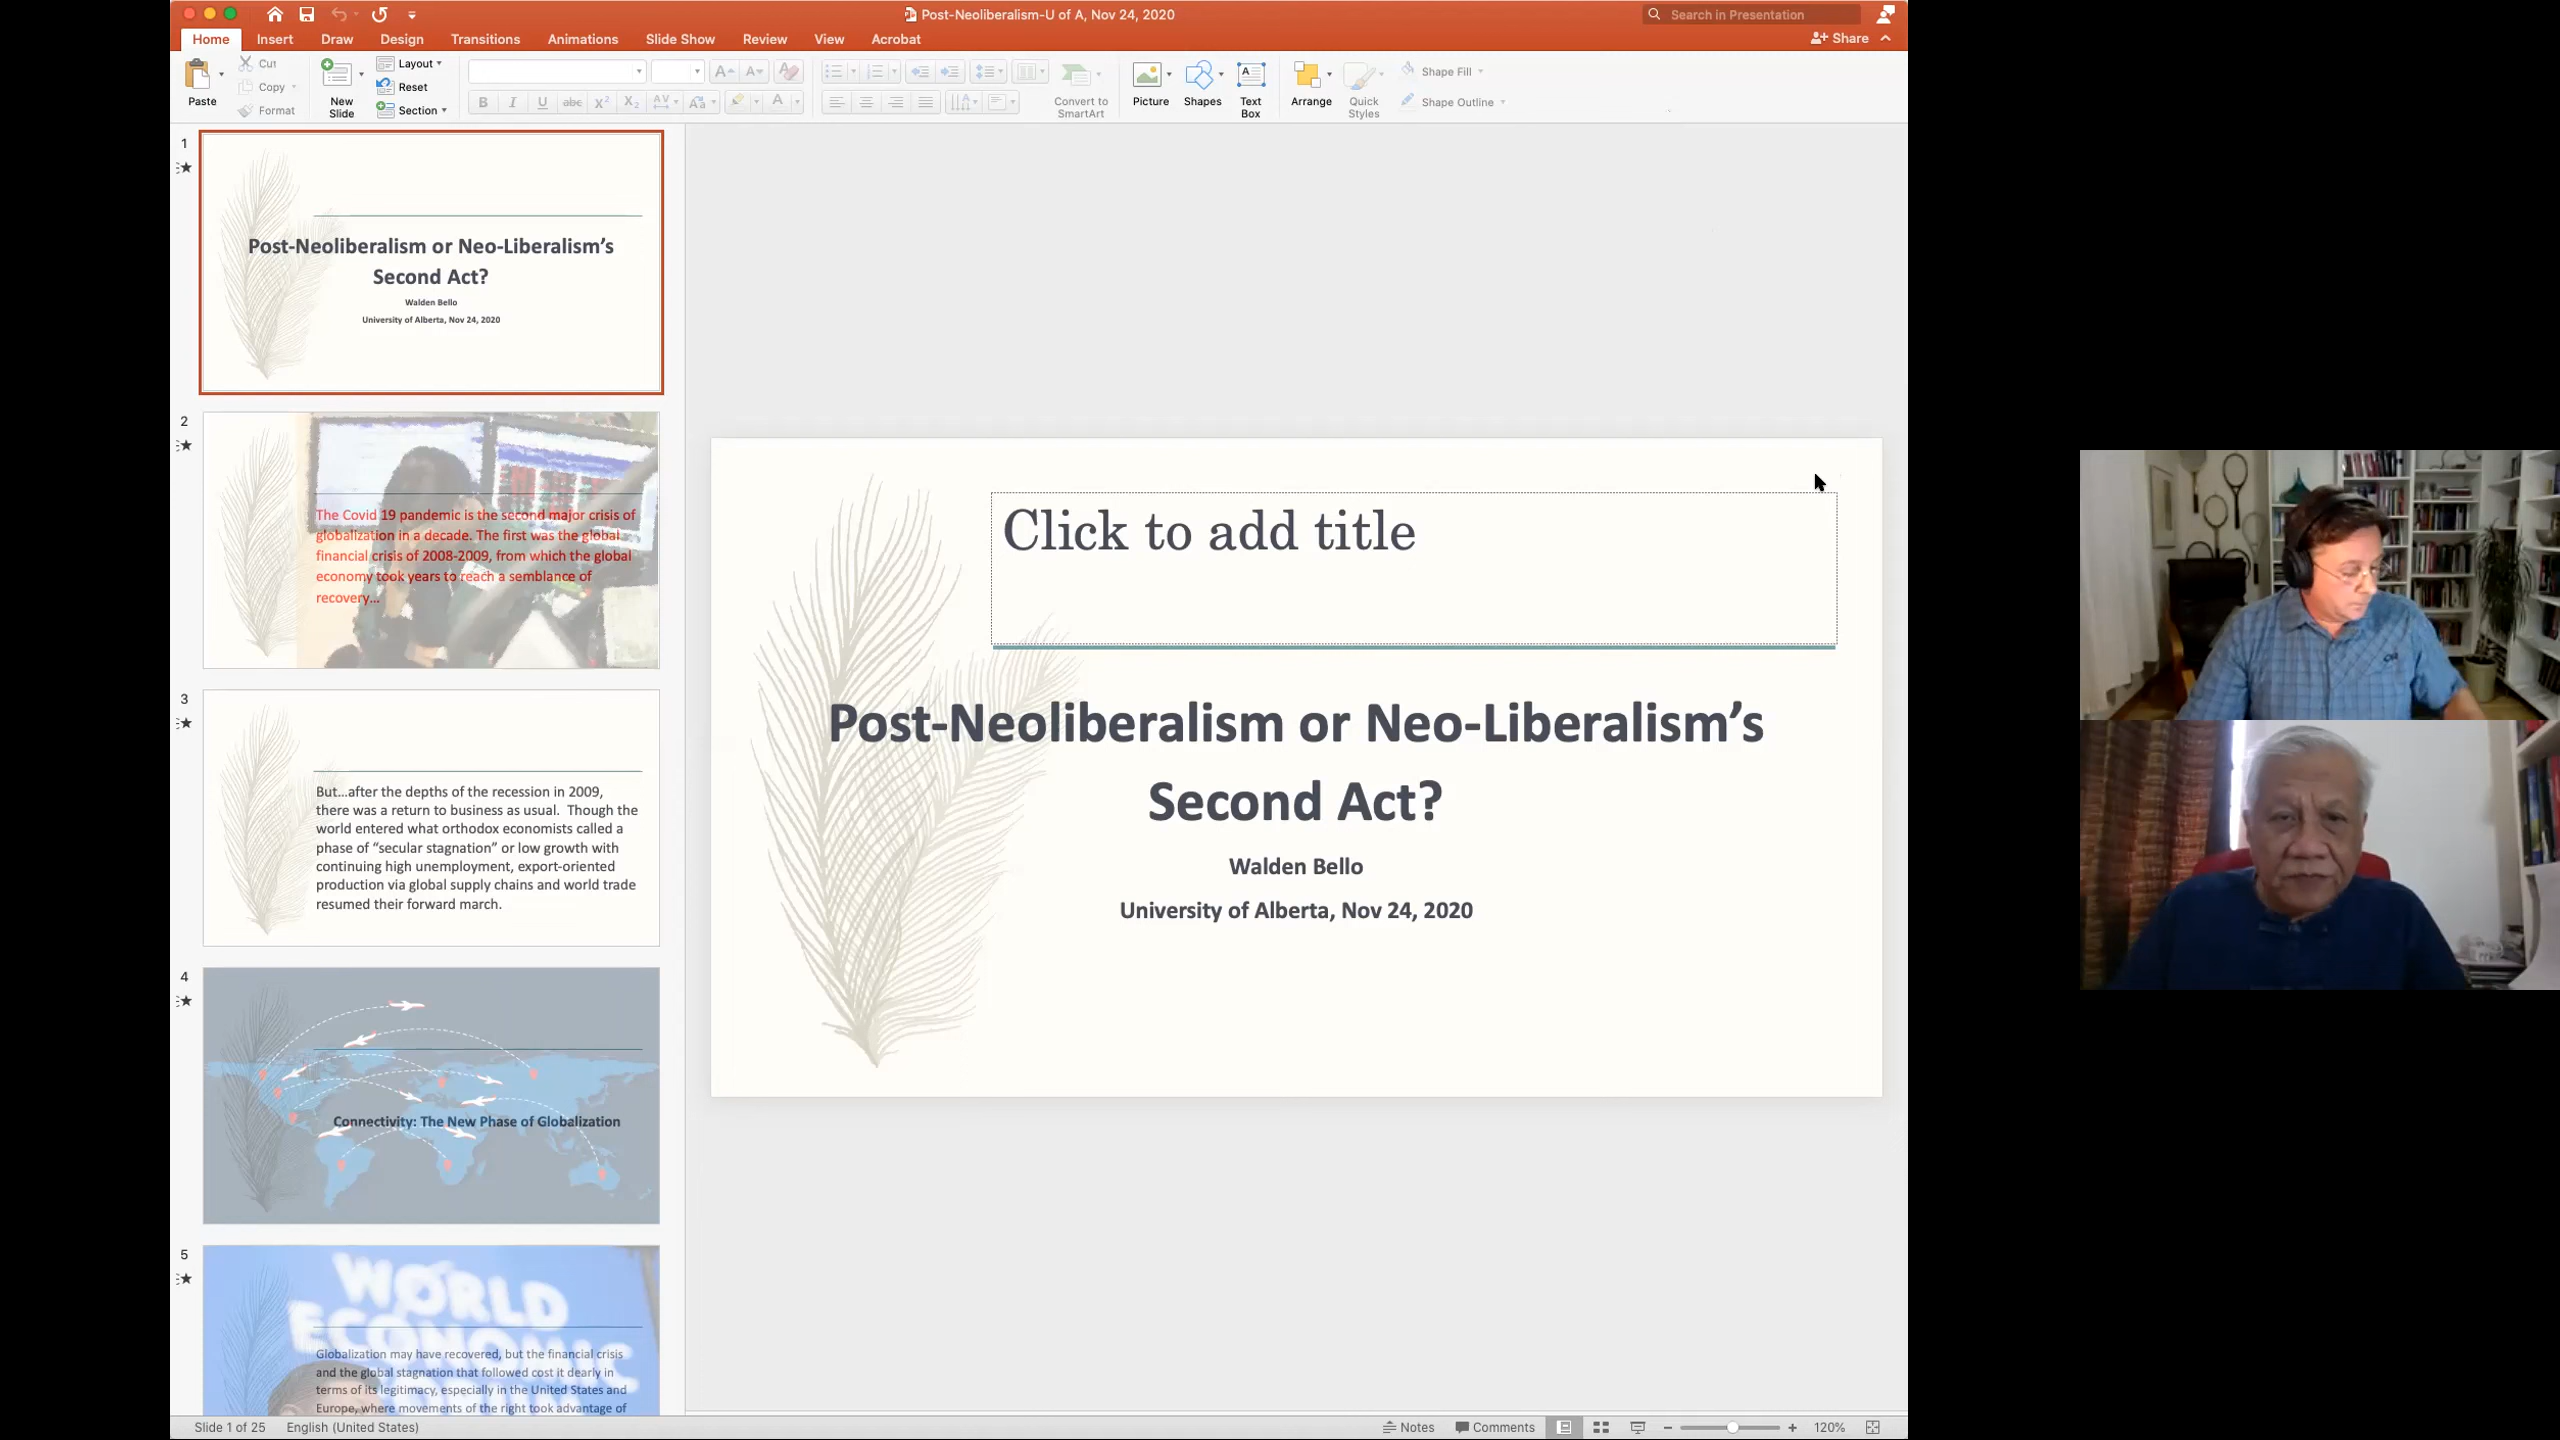 Post-Neoliberalism-U of A, Nov 24, 2020
Search in Presentation
Home Insert Draw Design Transitions Animations Slide Show Review View Acrobat
Share
Paste
Cut
Copy
Format
New
Slide
Layout
Reset
Section
Convert to
SmartArt
Picture
Shapes
Text
Box
Arrange
Quick
Styles
Shape Fill
Shape Outline
1
Post-Neoliberalism or Neo-Liberalism’s
Second Act?
Walden Bello
University of Alberta, Nov 24, 2020
2
The Covid 19 pandemic is the second major crisis of
globalization in a decade. The first was the global
financial crisis of 2008-2009, from which the global
economy took years to reach a semblance of
recovery…
3
But…after the depths of the recession in 2009,
there was a return to business as usual. Though the
world entered what orthodox economists called a
phase of “secular stagnation” or low growth with
continuing high unemployment, export-oriented
production via global supply chains and world trade
resumed their forward march.
4
Connectivity: The New Phase of Globalization
5
WORLD
ECONOMIC
Globalization may have recovered, but the financial crisis
and the global stagnation that followed cost it dearly in
terms of its legitimacy, especially in the United States and
Europe, where movements of the right took advantage of
Click to add title
Post-Neoliberalism or Neo-Liberalism’s
Second Act?
Walden Bello
University of Alberta, Nov 24, 2020
Slide 1 of 25
English (United States)
Notes
Comments
120%